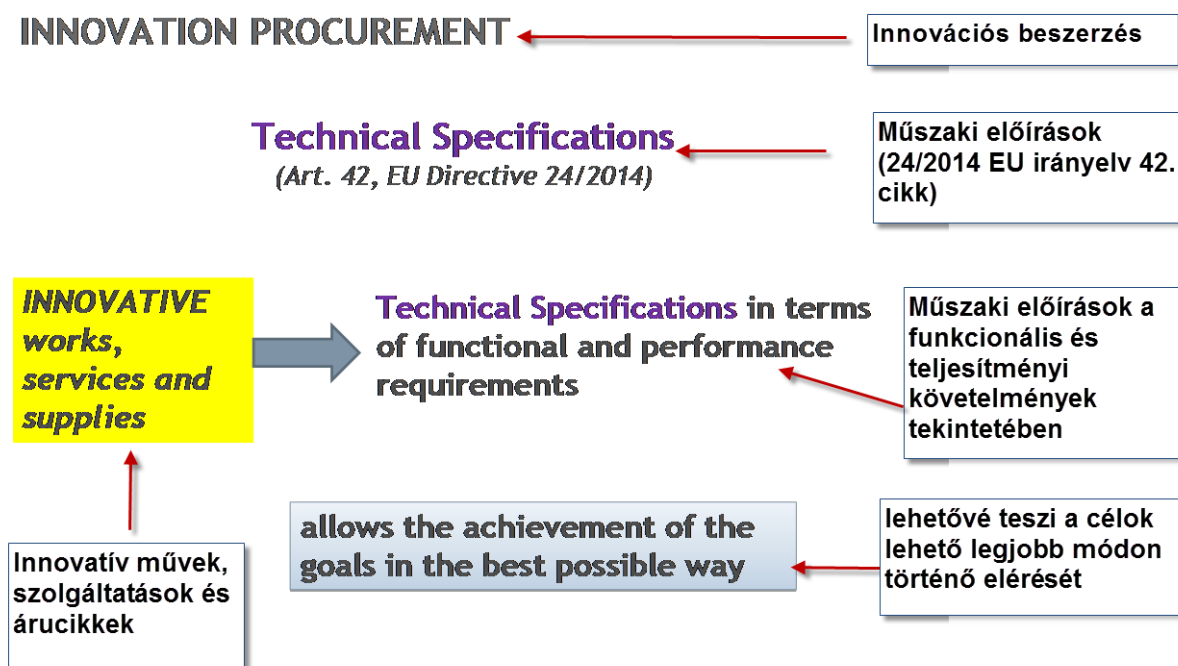 INNOVATION PROCUREMENT
Innovációs beszerzés
Technical Specifications
(Art. 42, EU Directive 24/2014)
Műszaki előírások
(24/2014 EU irányelv 42.
cikk)
INNOVATIVE
works,
services and
supplies
Technical Specifications in terms
of functional and performance
requirements
Műszaki előírások a
funkcionális és
teljesítményi
követelmények
tekintetében
allows the achievement of the
goals in the best possible way
lehetővé teszi a célok
lehető legjobb módon
történő elérését
Innovatív művek,
szolgáltatások és
árucikkek